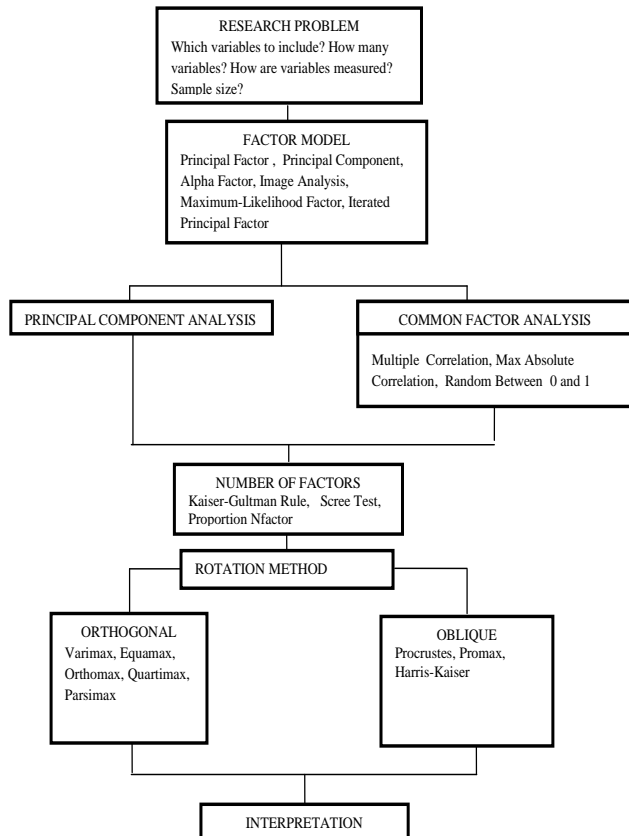 RESEARCH PROBLEM
Which variables to include? How many
variables? How are variables measured?
Sample size?
FACTOR MODEL
Principal Factor , Principal Component,
Alpha Factor, Image Analysis,
Maximum-Likelihood Factor, Iterated
Principal Factor
PRINCIPAL COMPONENT ANALYSIS
COMMON FACTOR ANALYSIS
Multiple Correlation, Max Absolute
Correlation, Random Between 0 and 1
NUMBER OF FACTORS
Kaiser-Gultman Rule, Scree Test,
Proportion Nfactor
ROTATION METHOD
ORTHOGONAL
Varimax, Equamax,
Orthomax, Quartimax,
Parsimax
OBLIQUE
Procrustes, Promax,
Harris-Kaiser
INTERPRETATION